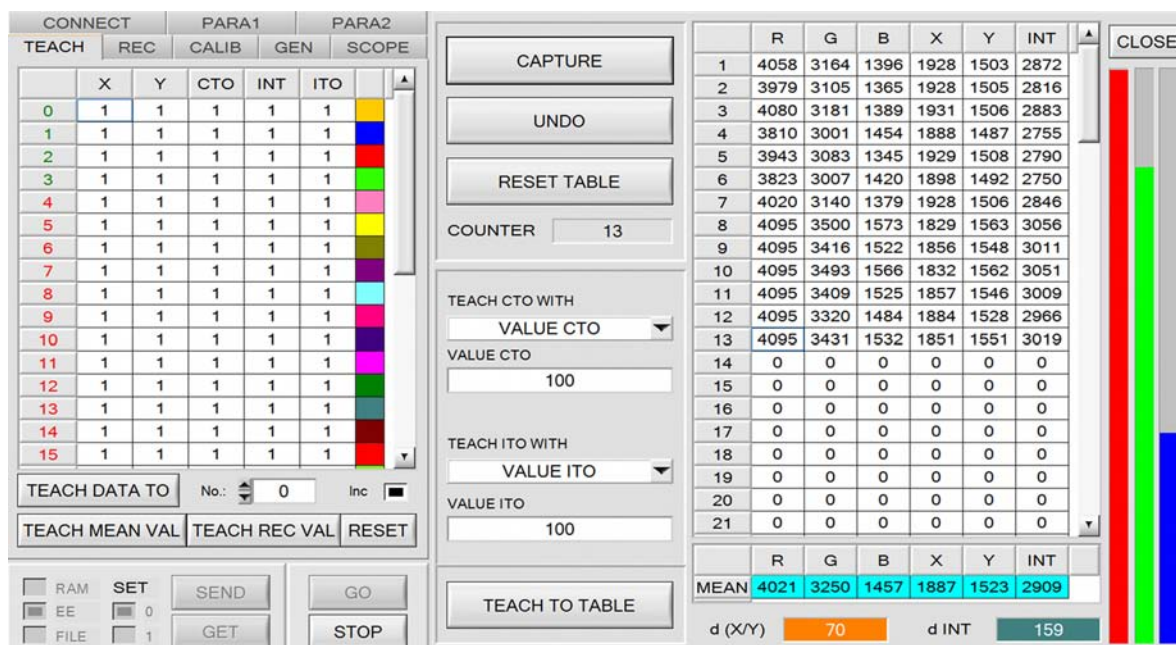 CONNECT PARA1 PARA2
TEACH REC CALIB GEN SCOPE
X Y CTO INT ITO
0 1 1 1 1 1
1 1 1 1 1 1
2 1 1 1 1 1
3 1 1 1 1 1
4 1 1 1 1 1
5 1 1 1 1 1
6 1 1 1 1 1
7 1 1 1 1 1
8 1 1 1 1 1
9 1 1 1 1 1
10 1 1 1 1 1
11 1 1 1 1 1
12 1 1 1 1 1
13 1 1 1 1 1
14 1 1 1 1 1
15 1 1 1 1 1
TEACH DATA TO No.: 0 Inc
TEACH MEAN VAL TEACH REC VAL RESET
RAM SET SEND GO
EE 0
FILE 1 GET STOP
CAPTURE
UNDO
RESET TABLE
COUNTER 13
TEACH CTO WITH
VALUE CTO
VALUE CTO
100
TEACH ITO WITH
VALUE ITO
VALUE ITO
100
TEACH TO TABLE
R G B X Y INT
1 4058 3164 1396 1928 1503 2872
2 3979 3105 1365 1928 1505 2816
3 4080 3181 1389 1931 1506 2883
4 3810 3001 1454 1888 1487 2755
5 3943 3083 1345 1929 1508 2790
6 3823 3007 1420 1898 1492 2750
7 4020 3140 1379 1928 1506 2846
8 4095 3500 1573 1829 1563 3056
9 4095 3416 1522 1856 1548 3011
10 4095 3493 1566 1832 1562 3051
11 4095 3409 1525 1857 1546 3009
12 4095 3320 1484 1884 1528 2966
13 4095 3431 1532 1851 1551 3019
14 0 0 0 0 0 0
15 0 0 0 0 0 0
16 0 0 0 0 0 0
17 0 0 0 0 0 0
18 0 0 0 0 0 0
19 0 0 0 0 0 0
20 0 0 0 0 0 0
21 0 0 0 0 0 0
R G B X Y INT
MEAN 4021 3250 1457 1887 1523 2909
d (X/Y) 70 d INT 159
CLOSE